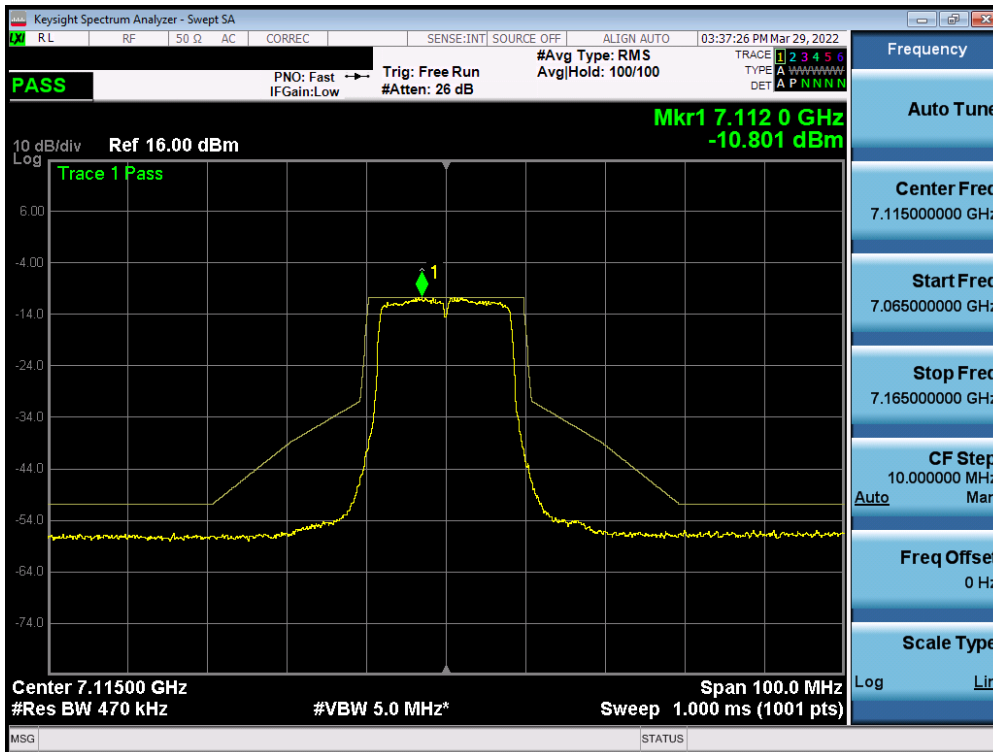 Keysight Spectrum Analyzer - Swept SA
LXI RL RF 50 Ω AC CORREC SENSE:INT SOURCE OFF ALIGN AUTO 03:37:26 PM Mar 29, 2022
PASS
PNO: Fast
IFGain:Low
Trig: Free Run
#Atten: 26 dB
#Avg Type: RMS
Avg|Hold: 100/100
TRACE 1 2 3 4 5 6
TYPE A WWWWW
DET A P N N N N
Mkr1 7.112 0 GHz
-10.801 dBm
10 dB/div Ref 16.00 dBm
Log
Trace 1 Pass
1
6.00
-4.00
-14.0
-24.0
-34.0
-44.0
-54.0
-64.0
-74.0
Center 7.11500 GHz Span 100.0 MHz
#Res BW 470 kHz #VBW 5.0 MHz* Sweep 1.000 ms (1001 pts)
MSG STATUS
Frequency
Auto Tune
Center Freq
7.115000000 GHz
Start Freq
7.065000000 GHz
Stop Freq
7.165000000 GHz
CF Step
10.000000 MHz
Auto Man
Freq Offset
0 Hz
Scale Type
Log Lin